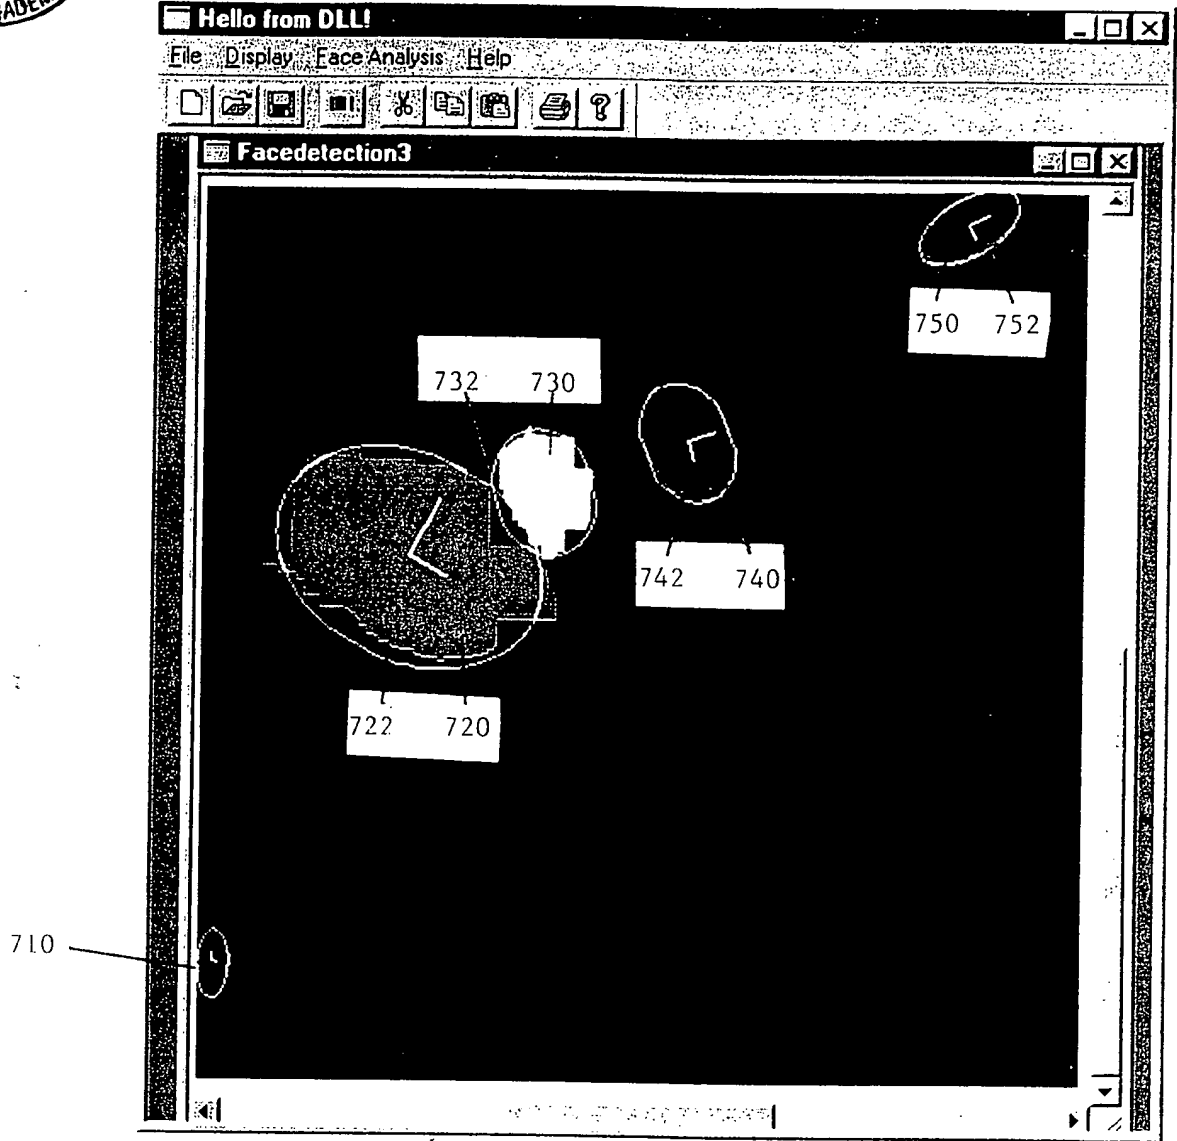 Hello from DLL!
File Display Face Analysis Help
Facedetection3
750 752
732 730
742 740
722 720
710